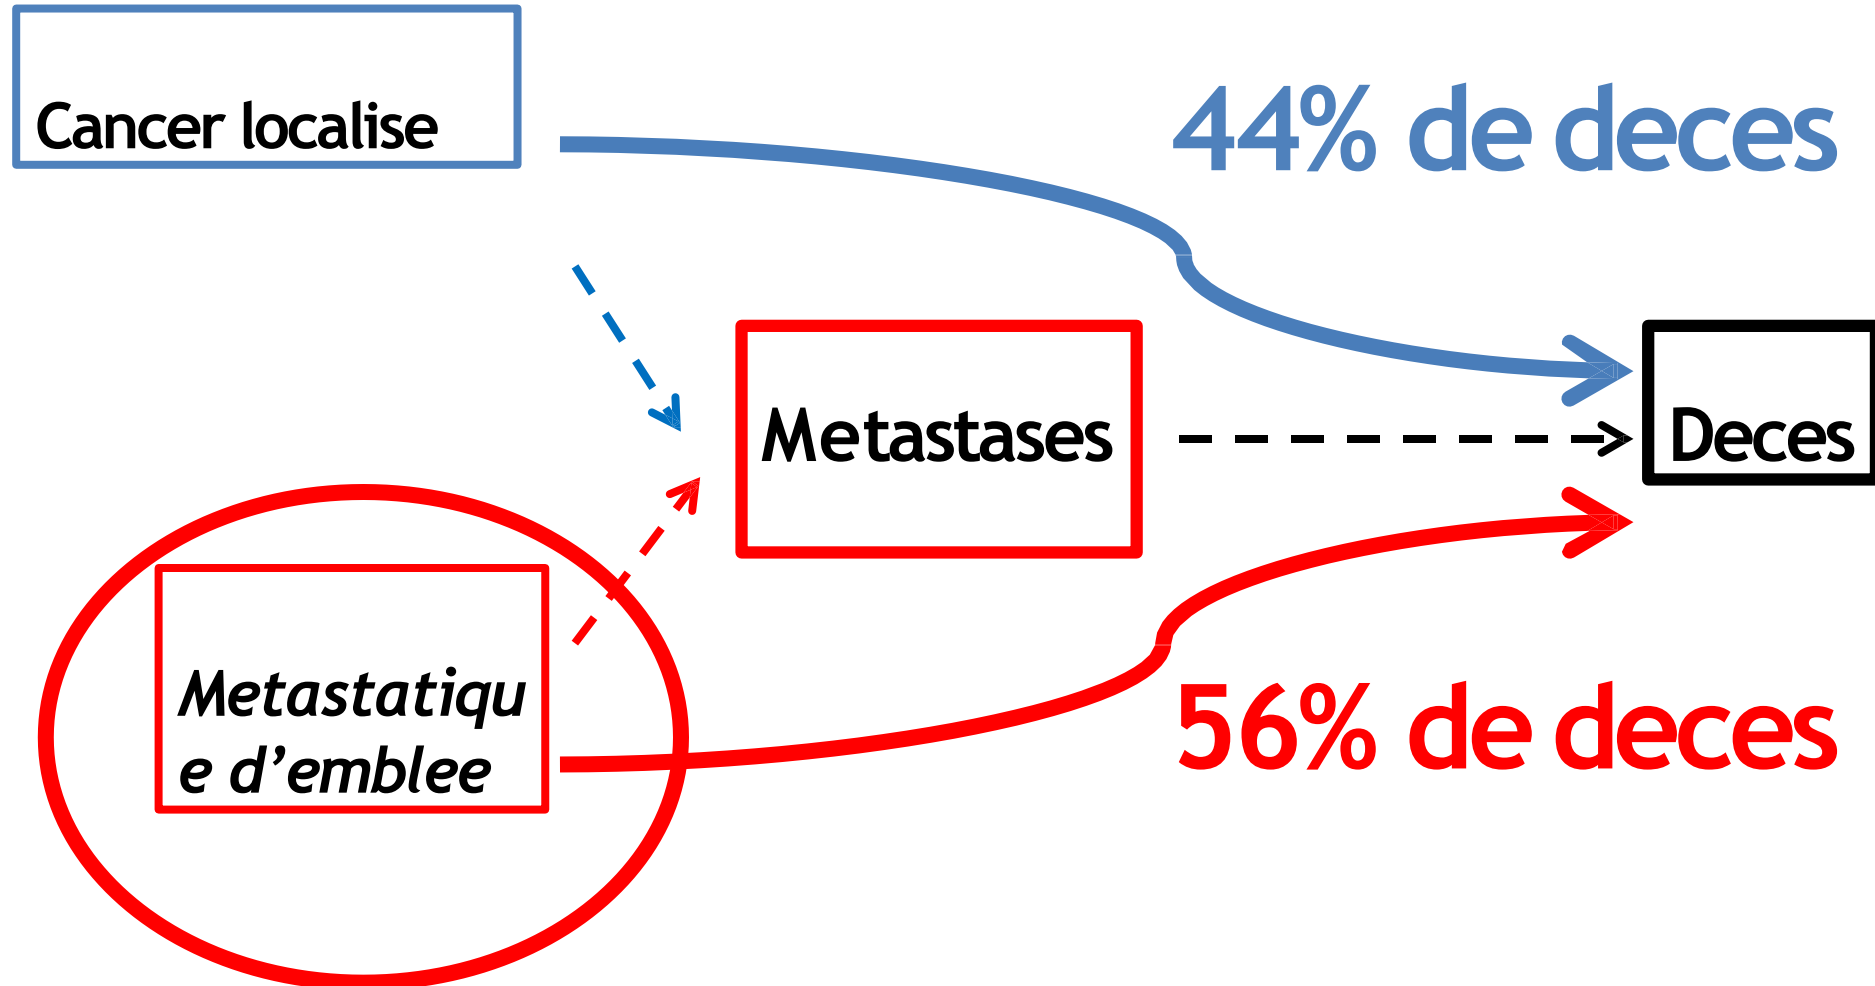 Cancer localise
44% de deces
Metastases
Deces
Metastatiqu
e d’emblee
56% de deces